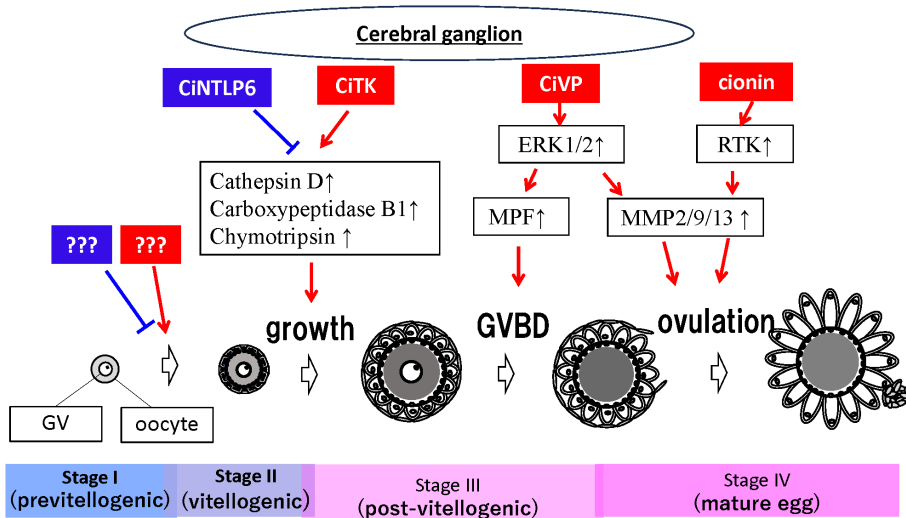 Cerebral ganglion
CiNTLP6
CiTK
CiVP
cionin
ERK1/2↑
RTK↑
Cathepsin D↑
Carboxypeptidase B1↑
Chymotripsin ↑
MPF↑
MMP2/9/13 ↑
???
???
growth
GVBD
ovulation
GV
oocyte
Stage I
(previtellogenic)
Stage II
(vitellogenic)
Stage III
(post-vitellogenic)
Stage IV
(mature egg)